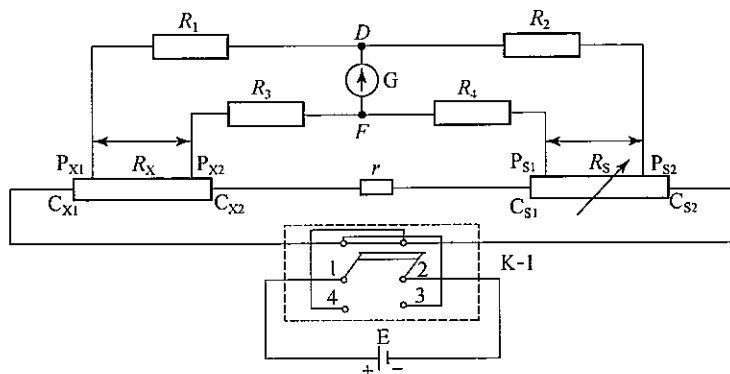 R1 D R2
G
R3 R4
F
PX1 RX PX2 r PS1 RS PS2
CX1 CX2 CS1 CS2
1 2 K-1
4 3
E
+ −